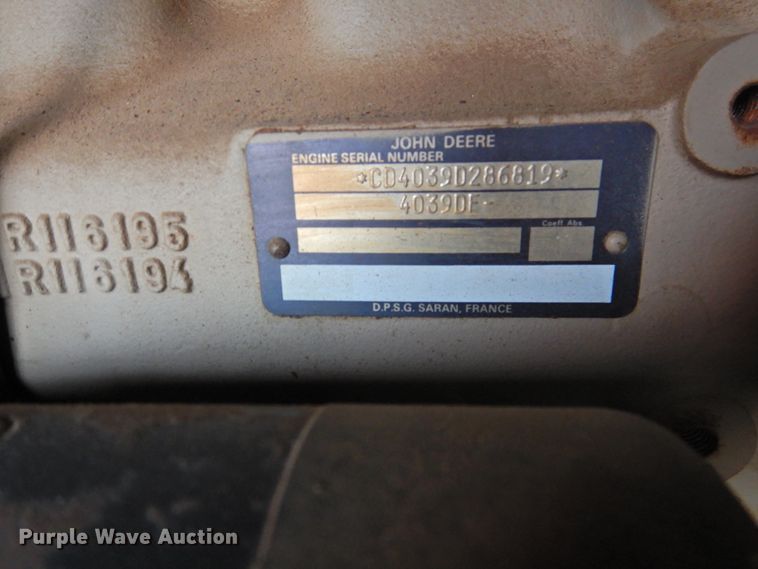 JOHN DEERE
ENGINE SERIAL NUMBER
*CD4039D286819*
4039DF-
Coeff Abs
D.P.S.G. SARAN, FRANCE
R116195
R116194
Purple Wave Auction